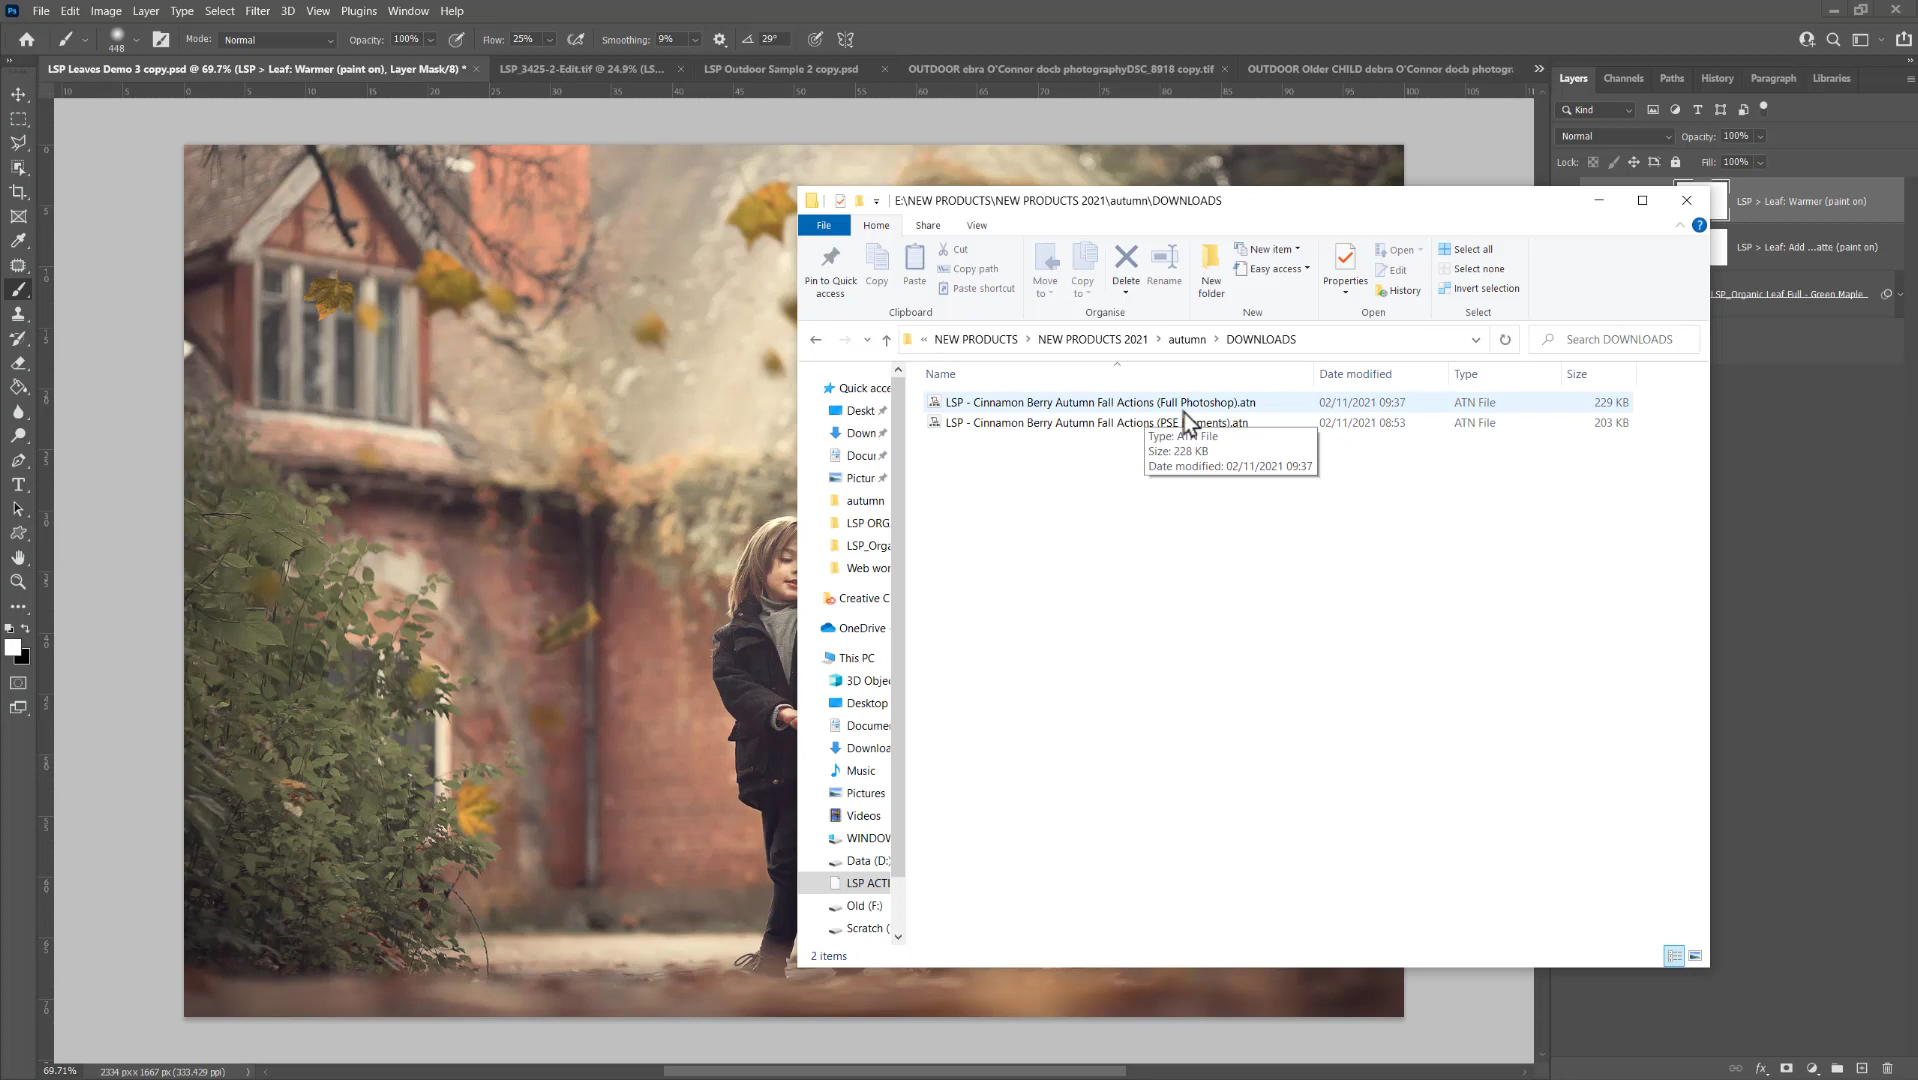 Ps File Edit Image Layer Type Select Filter 3D View Plugins Window Help
448 Mode: Normal Opacity: 100% Flow: 25% Smoothing: 9% 29°
LSP Leaves Demo 3 copy.psd @ 69.7% (LSP > Leaf: Warmer (paint on), Layer Mask/8) * LSP_3425-2-Edit.tif @ 24.9% (LS... LSP Outdoor Sample 2 copy.psd OUTDOOR ebra O'Connor docb photographyDSC_8918 copy.tif OUTDOOR Older CHILD debra O'Connor docb photogr
Layers Channels Paths History Paragraph Libraries
Kind
Normal Opacity: 100%
Lock: Fill: 100%
LSP > Leaf: Warmer (paint on)
LSP > Leaf: Add ...atte (paint on)
LSP_Organic Leaf Full - Green Maple
E:\NEW PRODUCTS\NEW PRODUCTS 2021\autumn\DOWNLOADS
File Home Share View
Pin to Quick access
Copy
Paste
Cut
Copy path
Paste shortcut
Clipboard
Move to
Copy to
Delete
Rename
Organise
New folder
New item
Easy access
New
Properties
Open
Edit
History
Open
Select all
Select none
Invert selection
Select
« NEW PRODUCTS > NEW PRODUCTS 2021 > autumn > DOWNLOADS
Search DOWNLOADS
Name Date modified Type Size
LSP - Cinnamon Berry Autumn Fall Actions (Full Photoshop).atn 02/11/2021 09:37 ATN File 229 KB
LSP - Cinnamon Berry Autumn Fall Actions (PSE ments).atn 02/11/2021 08:53 ATN File 203 KB
Type: ATN File
Size: 228 KB
Date modified: 02/11/2021 09:37
Quick acce
Deskt
Down
Docur
Pictur
autumn
LSP ORG
LSP_Orga
Web wor
Creative C
OneDrive -
This PC
3D Objec
Desktop
Docume
Downloa
Music
Pictures
Videos
WINDOW
Data (D:)
LSP ACTI
Old (F:)
Scratch (
2 items
69.71% 2334 px x 1667 px (333.429 ppi)